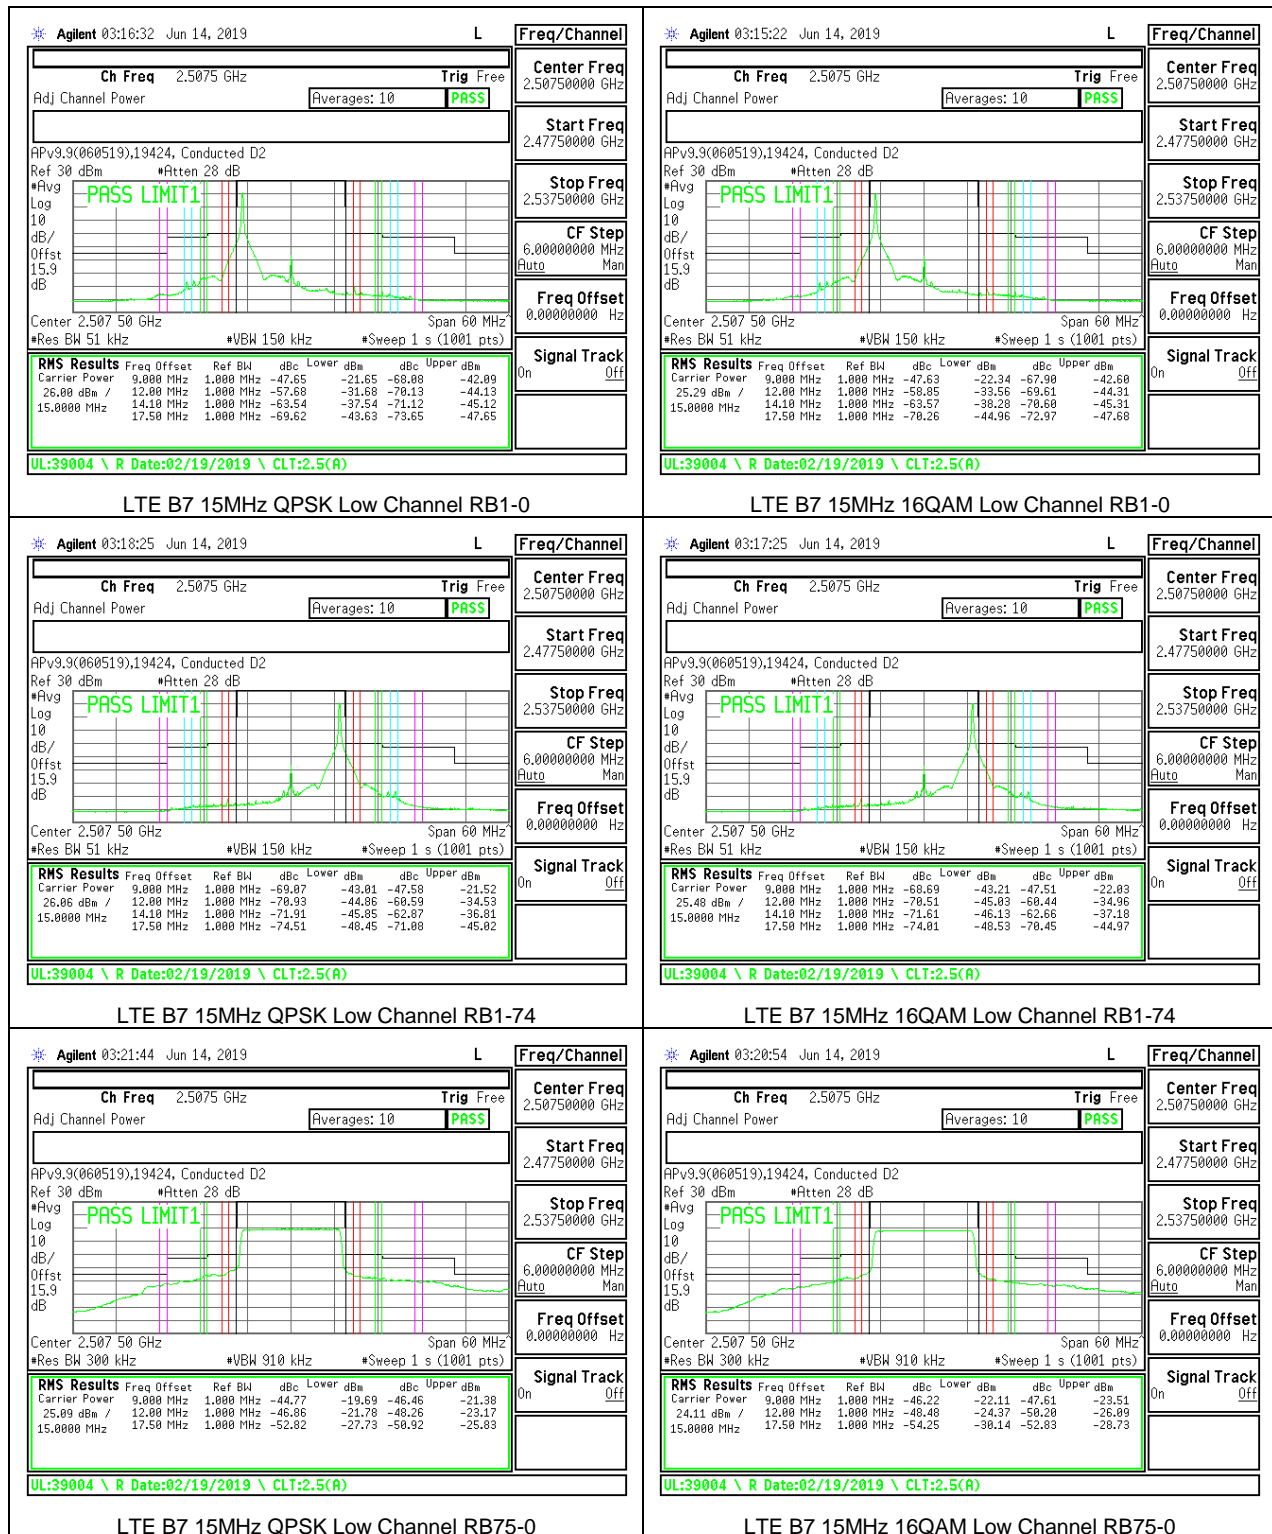 Agilent 03:16:32 Jun 14, 2019 L Freq/Channel
Ch Freq 2.5075 GHz Trig Free
Adj Channel Power Averages: 10 PASS
APv9.9(060519),19424, Conducted D2
Ref 30 dBm #Atten 28 dB
#Avg
Log
10
dB/
Offst
15.9
dB
PASS LIMIT1
Center 2.507 50 GHz Span 60 MHz^
#Res BW 51 kHz #VBW 150 kHz #Sweep 1 s (1001 pts)
RMS Results Freq Offset Ref BW dBc Lower dBm dBc Upper dBm
Carrier Power 9.000 MHz 1.000 MHz -47.65 -21.65 -68.08 -42.09
26.00 dBm / 12.00 MHz 1.000 MHz -57.68 -31.68 -70.13 -44.13
15.0000 MHz 14.10 MHz 1.000 MHz -63.54 -37.54 -71.12 -45.12
17.50 MHz 1.000 MHz -69.62 -43.63 -73.65 -47.65
UL:39004 \ R Date:02/19/2019 \ CLT:2.5(A)
Center Freq
2.50750000 GHz
Start Freq
2.47750000 GHz
Stop Freq
2.53750000 GHz
CF Step
6.00000000 MHz
Auto Man
Freq Offset
0.00000000 Hz
Signal Track
On Off
LTE B7 15MHz QPSK Low Channel RB1-0
Agilent 03:15:22 Jun 14, 2019 L Freq/Channel
Ch Freq 2.5075 GHz Trig Free
Adj Channel Power Averages: 10 PASS
APv9.9(060519),19424, Conducted D2
Ref 30 dBm #Atten 28 dB
#Avg
Log
10
dB/
Offst
15.9
dB
PASS LIMIT1
Center 2.507 50 GHz Span 60 MHz^
#Res BW 51 kHz #VBW 150 kHz #Sweep 1 s (1001 pts)
RMS Results Freq Offset Ref BW dBc Lower dBm dBc Upper dBm
Carrier Power 9.000 MHz 1.000 MHz -47.63 -22.34 -67.90 -42.60
25.29 dBm / 12.00 MHz 1.000 MHz -58.85 -33.56 -69.61 -44.31
15.0000 MHz 14.10 MHz 1.000 MHz -63.57 -38.28 -70.60 -45.31
17.50 MHz 1.000 MHz -70.26 -44.96 -72.97 -47.68
UL:39004 \ R Date:02/19/2019 \ CLT:2.5(A)
Center Freq
2.50750000 GHz
Start Freq
2.47750000 GHz
Stop Freq
2.53750000 GHz
CF Step
6.00000000 MHz
Auto Man
Freq Offset
0.00000000 Hz
Signal Track
On Off
LTE B7 15MHz 16QAM Low Channel RB1-0
Agilent 03:18:25 Jun 14, 2019 L Freq/Channel
Ch Freq 2.5075 GHz Trig Free
Adj Channel Power Averages: 10 PASS
APv9.9(060519),19424, Conducted D2
Ref 30 dBm #Atten 28 dB
#Avg
Log
10
dB/
Offst
15.9
dB
PASS LIMIT1
Center 2.507 50 GHz Span 60 MHz^
#Res BW 51 kHz #VBW 150 kHz #Sweep 1 s (1001 pts)
RMS Results Freq Offset Ref BW dBc Lower dBm dBc Upper dBm
Carrier Power 9.000 MHz 1.000 MHz -69.07 -43.01 -47.58 -21.52
26.06 dBm / 12.00 MHz 1.000 MHz -70.93 -44.86 -60.59 -34.53
15.0000 MHz 14.10 MHz 1.000 MHz -71.91 -45.85 -62.87 -36.81
17.50 MHz 1.000 MHz -74.51 -48.45 -71.08 -45.02
UL:39004 \ R Date:02/19/2019 \ CLT:2.5(A)
Center Freq
2.50750000 GHz
Start Freq
2.47750000 GHz
Stop Freq
2.53750000 GHz
CF Step
6.00000000 MHz
Auto Man
Freq Offset
0.00000000 Hz
Signal Track
On Off
LTE B7 15MHz QPSK Low Channel RB1-74
Agilent 03:17:25 Jun 14, 2019 L Freq/Channel
Ch Freq 2.5075 GHz Trig Free
Adj Channel Power Averages: 10 PASS
APv9.9(060519),19424, Conducted D2
Ref 30 dBm #Atten 28 dB
#Avg
Log
10
dB/
Offst
15.9
dB
PASS LIMIT1
Center 2.507 50 GHz Span 60 MHz^
#Res BW 51 kHz #VBW 150 kHz #Sweep 1 s (1001 pts)
RMS Results Freq Offset Ref BW dBc Lower dBm dBc Upper dBm
Carrier Power 9.000 MHz 1.000 MHz -68.69 -43.21 -47.51 -22.03
25.48 dBm / 12.00 MHz 1.000 MHz -70.51 -45.03 -60.44 -34.96
15.0000 MHz 14.10 MHz 1.000 MHz -71.61 -46.13 -62.66 -37.18
17.50 MHz 1.000 MHz -74.01 -48.53 -70.45 -44.97
UL:39004 \ R Date:02/19/2019 \ CLT:2.5(A)
Center Freq
2.50750000 GHz
Start Freq
2.47750000 GHz
Stop Freq
2.53750000 GHz
CF Step
6.00000000 MHz
Auto Man
Freq Offset
0.00000000 Hz
Signal Track
On Off
LTE B7 15MHz 16QAM Low Channel RB1-74
Agilent 03:21:44 Jun 14, 2019 L Freq/Channel
Ch Freq 2.5075 GHz Trig Free
Adj Channel Power Averages: 10 PASS
APv9.9(060519),19424, Conducted D2
Ref 30 dBm #Atten 28 dB
#Avg
Log
10
dB/
Offst
15.9
dB
PASS LIMIT1
Center 2.507 50 GHz Span 60 MHz^
#Res BW 300 kHz #VBW 910 kHz #Sweep 1 s (1001 pts)
RMS Results Freq Offset Ref BW dBc Lower dBm dBc Upper dBm
Carrier Power 9.000 MHz 1.000 MHz -44.77 -19.69 -46.46 -21.38
25.09 dBm / 12.00 MHz 1.000 MHz -46.86 -21.78 -48.26 -23.17
15.0000 MHz 17.50 MHz 1.000 MHz -52.82 -27.73 -50.92 -25.83
UL:39004 \ R Date:02/19/2019 \ CLT:2.5(A)
Center Freq
2.50750000 GHz
Start Freq
2.47750000 GHz
Stop Freq
2.53750000 GHz
CF Step
6.00000000 MHz
Auto Man
Freq Offset
0.00000000 Hz
Signal Track
On Off
LTE B7 15MHz QPSK Low Channel RB75-0
Agilent 03:20:54 Jun 14, 2019 L Freq/Channel
Ch Freq 2.5075 GHz Trig Free
Adj Channel Power Averages: 10 PASS
APv9.9(060519),19424, Conducted D2
Ref 30 dBm #Atten 28 dB
#Avg
Log
10
dB/
Offst
15.9
dB
PASS LIMIT1
Center 2.507 50 GHz Span 60 MHz^
#Res BW 300 kHz #VBW 910 kHz #Sweep 1 s (1001 pts)
RMS Results Freq Offset Ref BW dBc Lower dBm dBc Upper dBm
Carrier Power 9.000 MHz 1.000 MHz -46.22 -22.11 -47.61 -23.51
24.11 dBm / 12.00 MHz 1.000 MHz -48.48 -24.37 -50.20 -26.09
15.0000 MHz 17.50 MHz 1.000 MHz -54.25 -30.14 -52.83 -28.73
UL:39004 \ R Date:02/19/2019 \ CLT:2.5(A)
Center Freq
2.50750000 GHz
Start Freq
2.47750000 GHz
Stop Freq
2.53750000 GHz
CF Step
6.00000000 MHz
Auto Man
Freq Offset
0.00000000 Hz
Signal Track
On Off
LTE B7 15MHz 16QAM Low Channel RB75-0